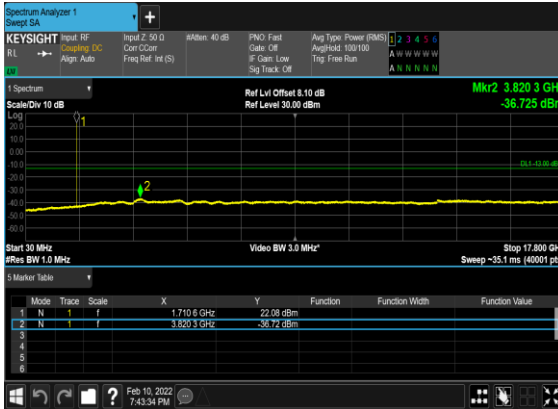 Spectrum Analyzer 1
Swept SA
+
KEYSIGHT Input: RF Input Z: 50 Ω #Atten: 40 dB PNO: Fast Avg Type: Power (RMS) 1 2 3 4 5 6
RL Coupling: DC Corr CCorr Gate: Off Avg|Hold: 100/100 A W W W W W
Align: Auto Freq Ref: Int (S) IF Gain: Low Trig: Free Run
Sig Track: Off A N N N N N
1 Spectrum Mkr2 3.820 3 GHz
Ref Lvl Offset 8.10 dB
Scale/Div 10 dB Ref Level 30.00 dBm -36.725 dBm
Log
1
20.0
10.0
0.00
-10.0 DL1 -13.00 dB
-20.0
-30.0 2
-40.0
-50.0
-60.0
Start 30 MHz Video BW 3.0 MHz* Stop 17.800 GH
#Res BW 1.0 MHz Sweep ~35.1 ms (40001 pt
5 Marker Table
Mode Trace Scale X Y Function Function Width Function Value
1 N 1 f 1.710 6 GHz 22.08 dBm
2 N 1 f 3.820 3 GHz -36.72 dBm
3
4
5
6
? Feb 10, 2022
7:43:34 PM